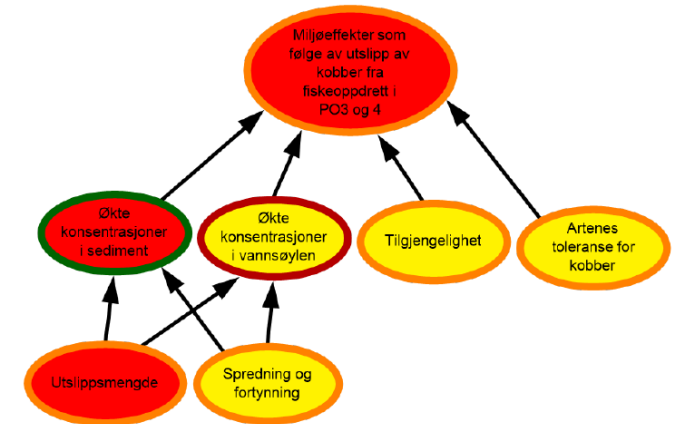 Miljøeffekter som
følge av utslipp av
kobber fra
fiskeoppdrett i
PO3 og 4
Økte
konsentrasjoner
i sediment
Økte
konsentrasjoner
i vannsøylen
Tilgjengelighet
Artenes
toleranse for
kobber
Utslippsmengde
Spredning og
fortynning